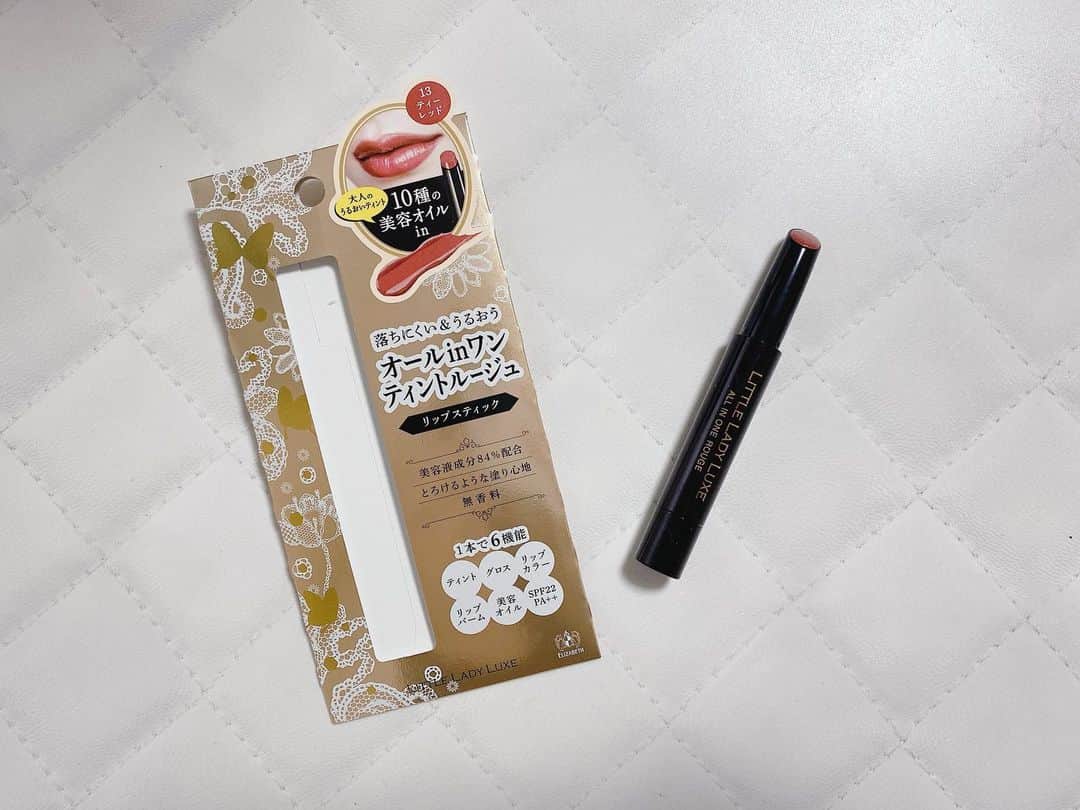 13
ティー
レッド
大人の
うるおいティント
10種の
美容オイル
in
落ちにくい&うるおう
オールinワン
ティントルージュ
リップスティック
美容液成分84%配合
とろけるような塗り心地
無香料
1本で6機能
ティント
グロス
リップ
カラー
リップ
バーム
美容
オイル
SPF22
PA++
LITTLE LADY LUXE
ELIZABETH
LITTLE LADY LUXE
ALL IN ONE ROUGE